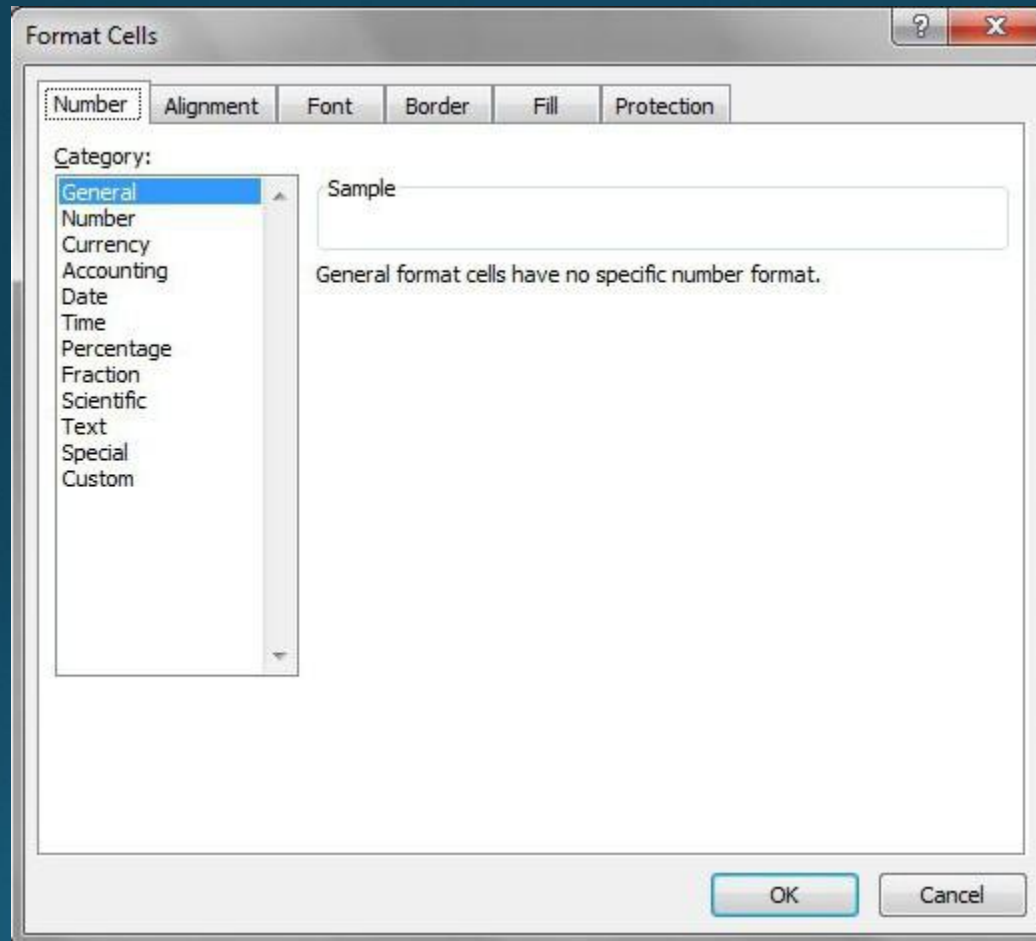 Format Cells
Number Alignment Font Border Fill Protection
Category:
General
Number
Currency
Accounting
Date
Time
Percentage
Fraction
Scientific
Text
Special
Custom
Sample
General format cells have no specific number format.
OK Cancel